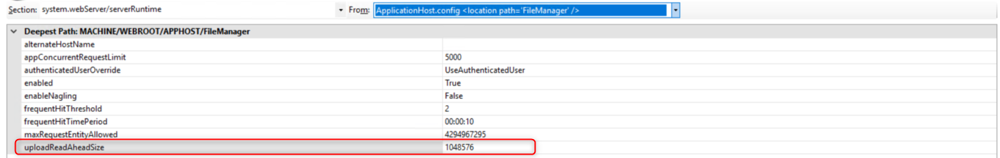 Section: system.webServer/serverRuntime From: ApplicationHost.config <location path='FileManager' />
Deepest Path: MACHINE/WEBROOT/APPHOST/FileManager
alternateHostName
appConcurrentRequestLimit 5000
authenticatedUserOverride UseAuthenticatedUser
enabled True
enableNagling False
frequentHitThreshold 2
frequentHitTimePeriod 00:00:10
maxRequestEntityAllowed 4294967295
uploadReadAheadSize 1048576